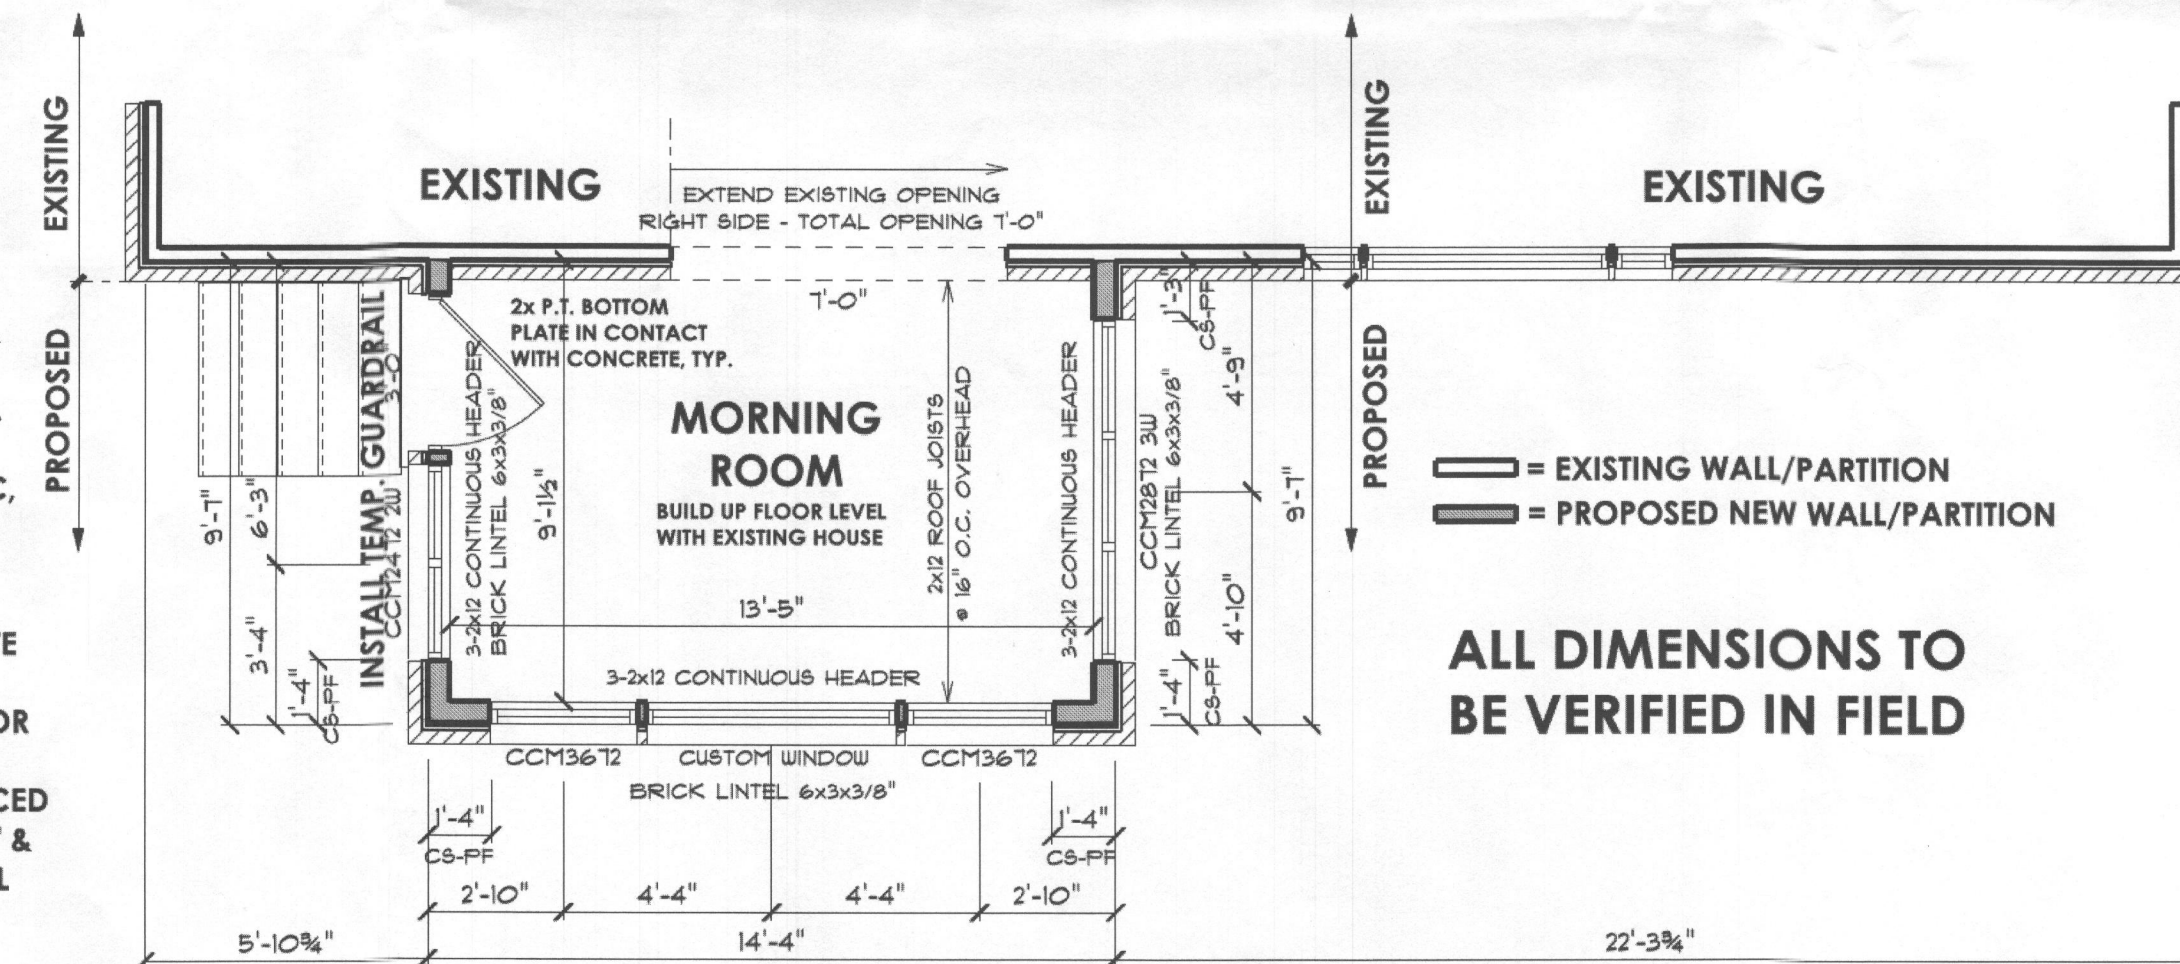 EXISTING
PROPOSED
C,
TE
OR
CED
&
L
EXISTING
EXTEND EXISTING OPENING
RIGHT SIDE - TOTAL OPENING 7'-0"
7'-0"
2x P.T. BOTTOM
PLATE IN CONTACT
WITH CONCRETE, TYP.
INSTALL TEMP. GUARDRAIL
3'-0"
CCM2472 2W
3-2x12 CONTINUOUS HEADER
BRICK LINTEL 6x3x3/8"
9'-7"
6'-3"
3'-4"
1'-4"
CS-PF
9'-1½"
MORNING
ROOM
BUILD UP FLOOR LEVEL
WITH EXISTING HOUSE
2x12 ROOF JOISTS
@ 16" O.C. OVERHEAD
13'-5"
3-2x12 CONTINUOUS HEADER
3-2x12 CONTINUOUS HEADER
CCM2872 3W
BRICK LINTEL 6x3x3/8"
1'-3"
CS-PF
4'-9"
4'-10"
9'-7"
1'-4"
CS-PF
CCM3672
CUSTOM WINDOW
CCM3672
BRICK LINTEL 6x3x3/8"
1'-4"
CS-PF
1'-4"
CS-PF
2'-10"
4'-4"
4'-4"
2'-10"
5'-10¾"
14'-4"
22'-3¾"
EXISTING
PROPOSED
EXISTING
= EXISTING WALL/PARTITION
= PROPOSED NEW WALL/PARTITION
ALL DIMENSIONS TO
BE VERIFIED IN FIELD